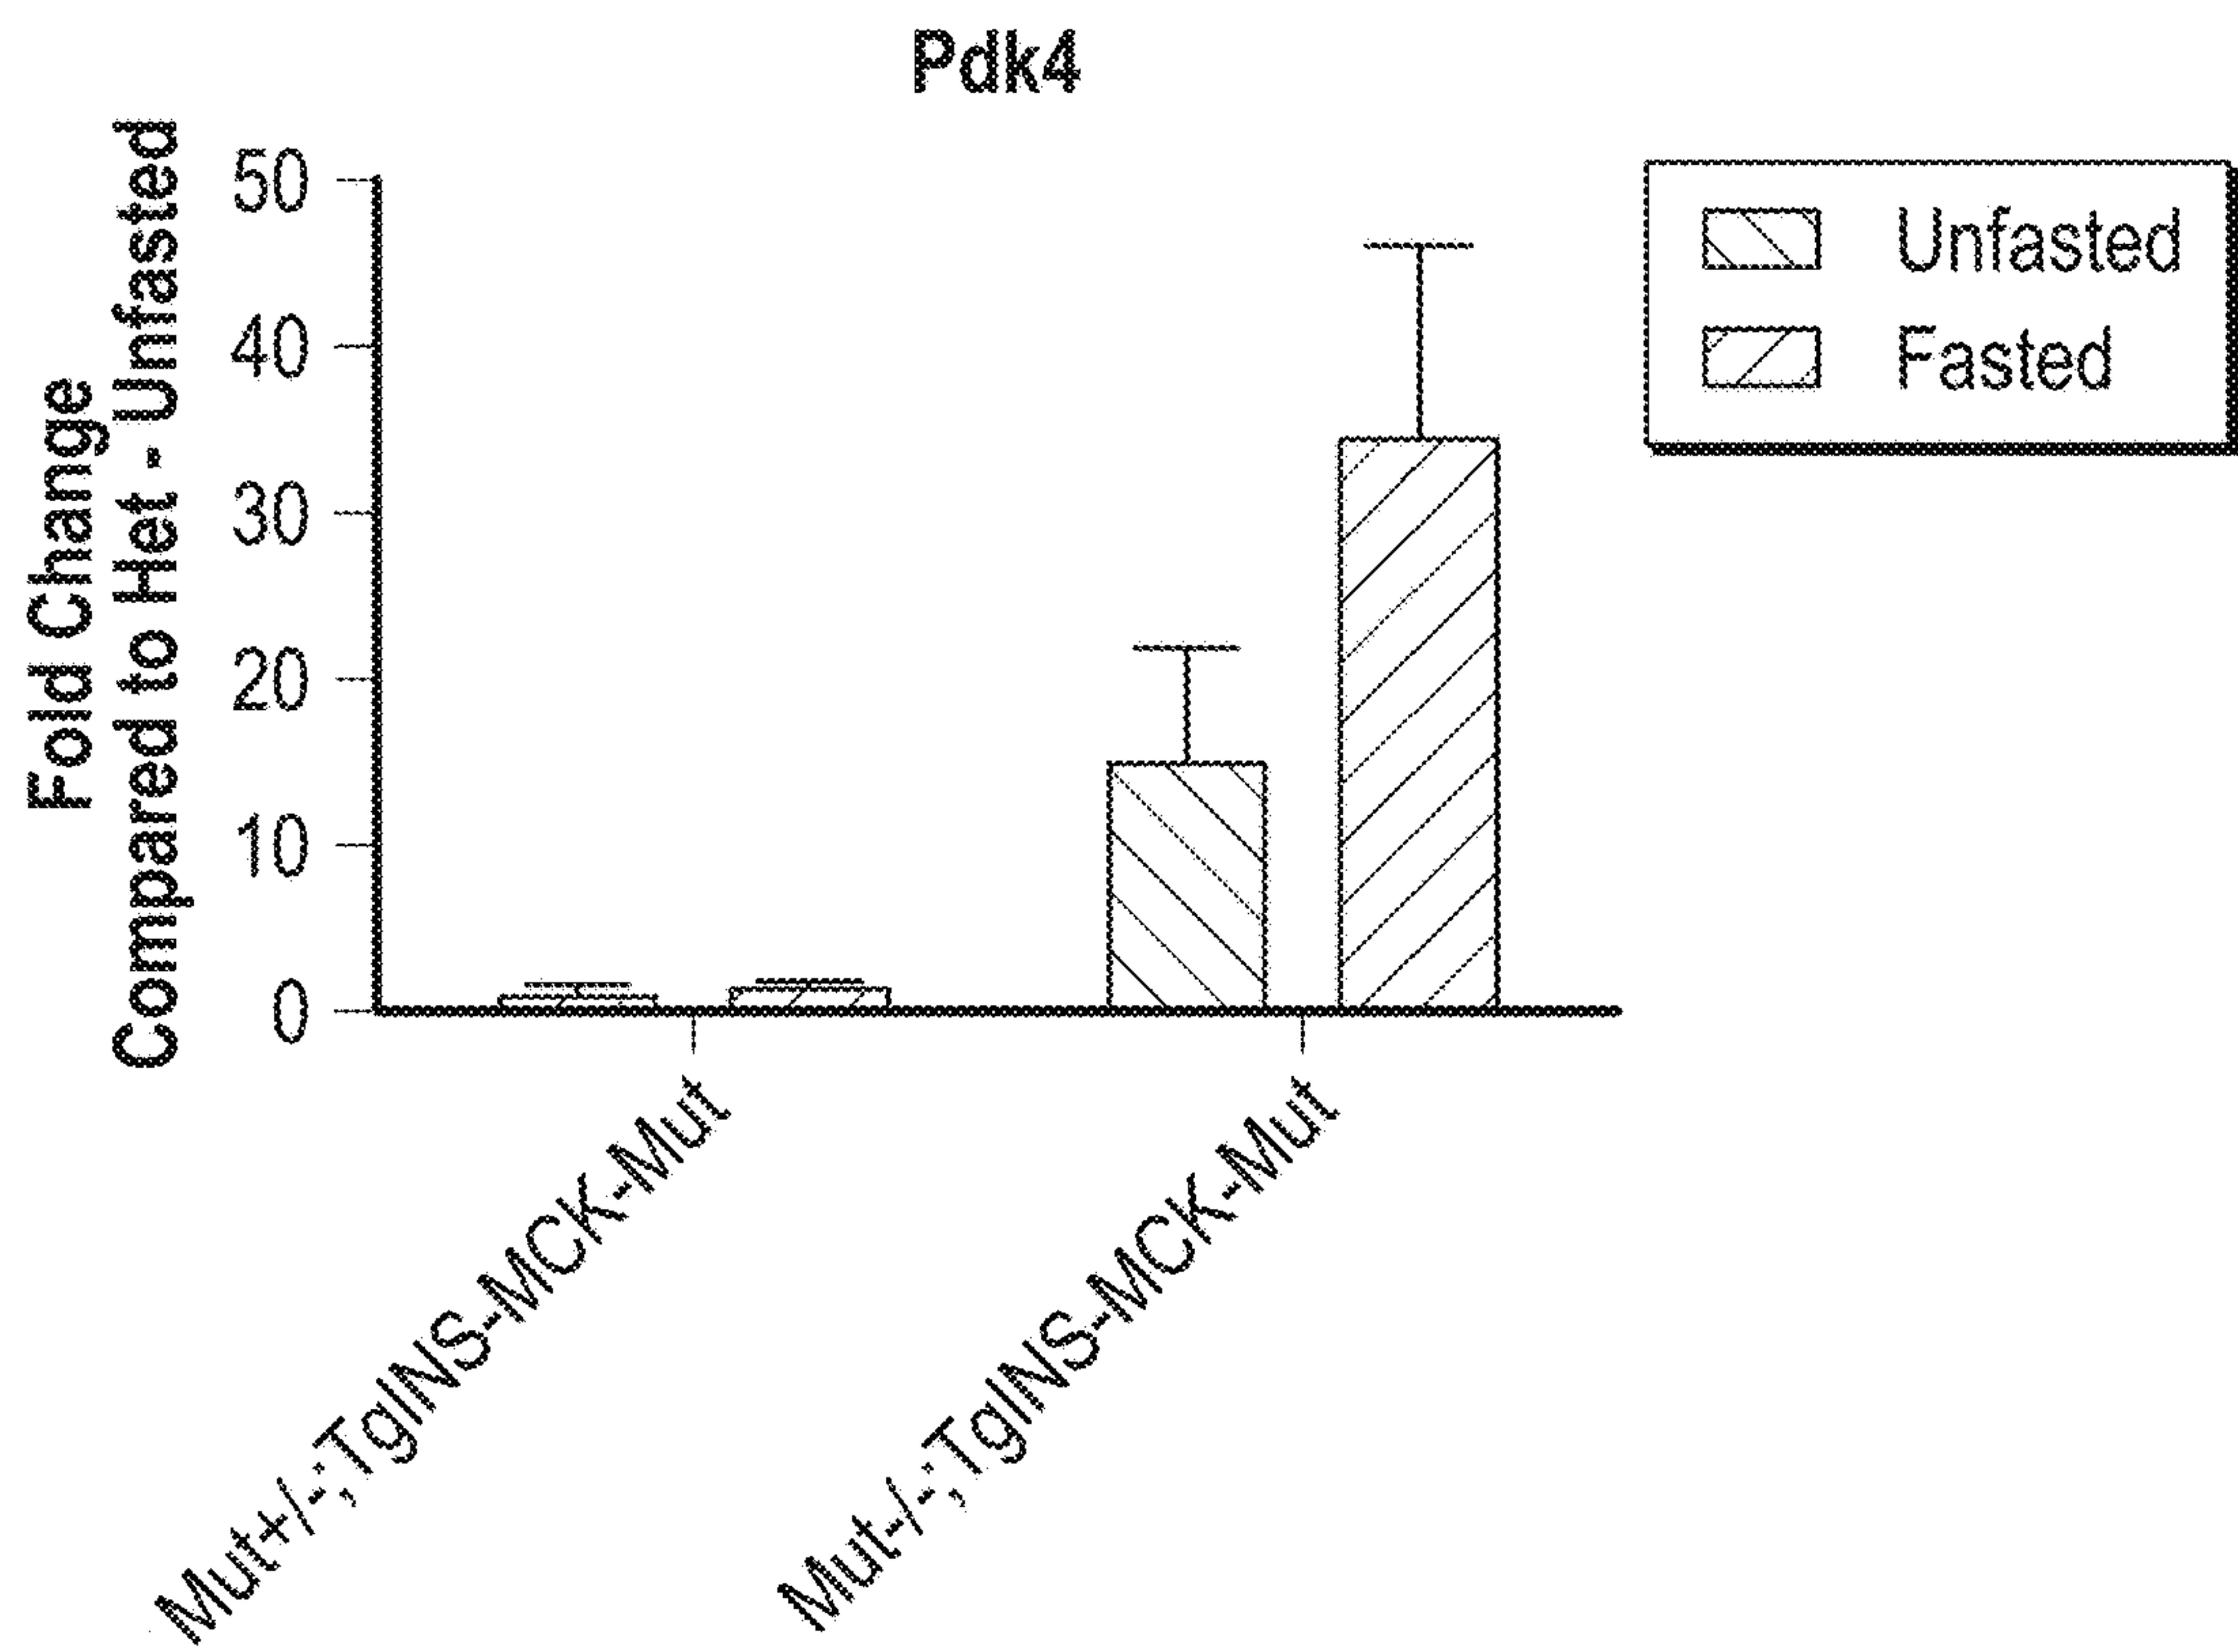 Pdk4
Fold Change
Compared to Het - Unfasted
50
40
30
20
10
0
Unfasted
Fasted
Mut+/-;TgINS-MCK-Mut
Mut-/-;TgINS-MCK-Mut